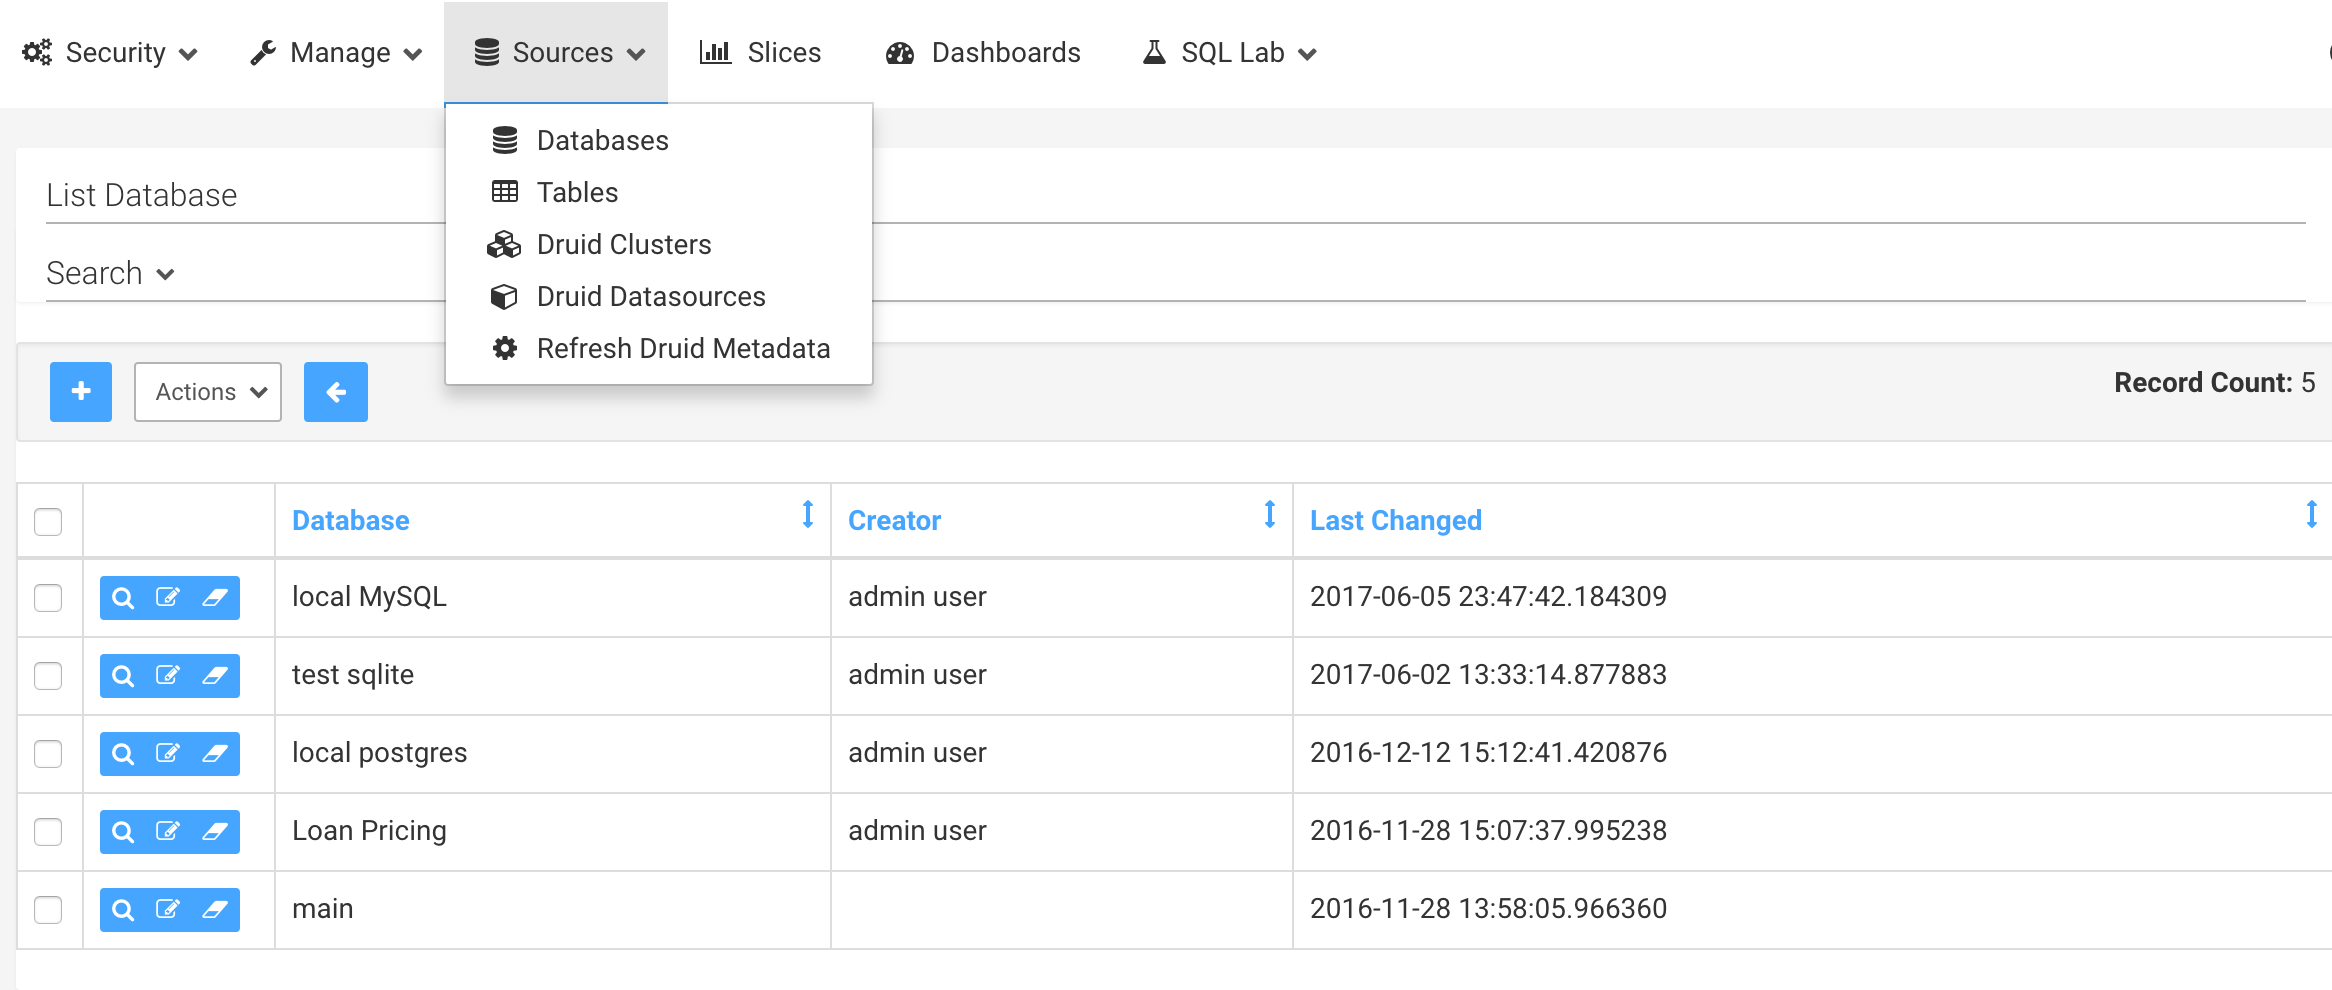 Security Manage Sources Slices Dashboards SQL Lab
Databases
Tables
Druid Clusters
Druid Datasources
Refresh Druid Metadata
List Database
Search
Actions
Record Count: 5
Database Creator Last Changed
local MySQL admin user 2017-06-05 23:47:42.184309
test sqlite admin user 2017-06-02 13:33:14.877883
local postgres admin user 2016-12-12 15:12:41.420876
Loan Pricing admin user 2016-11-28 15:07:37.995238
main 2016-11-28 13:58:05.966360